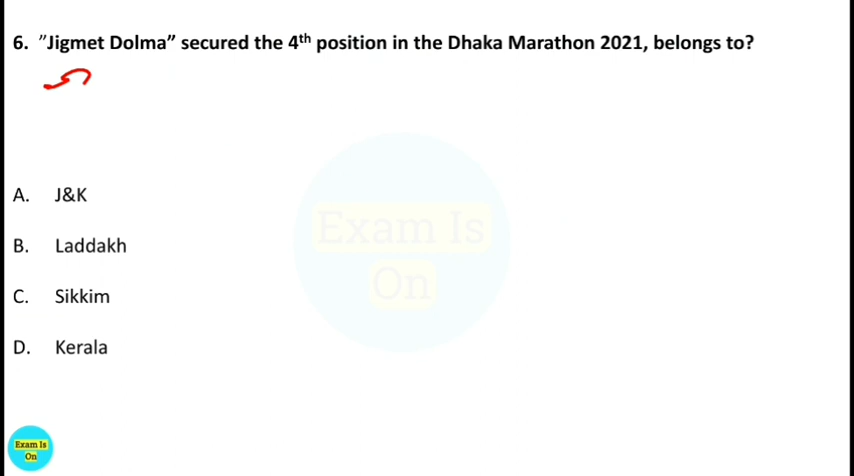 6. "Jigmet Dolma" secured the 4th position in the Dhaka Marathon 2021, belongs to?
A. J&K
Exam Is
On
B. Laddakh
C. Sikkim
D. Kerala
Exam Is
On